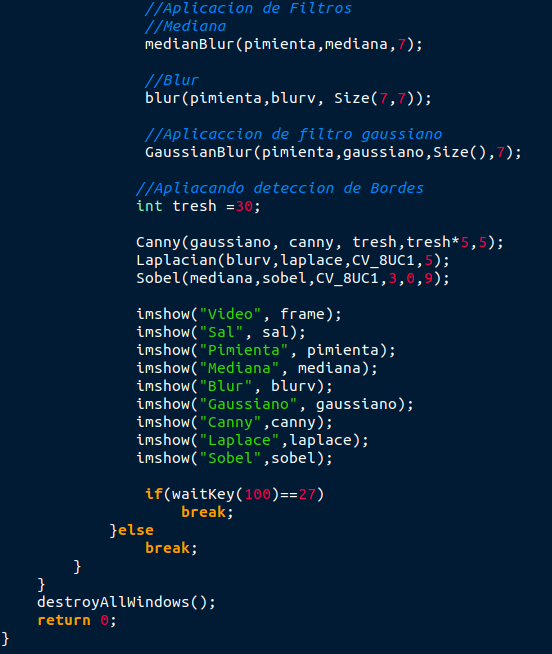 //Aplicacion de Filtros
//Mediana
medianBlur(pimienta,mediana,7);
//Blur
blur(pimienta,blurv, Size(7,7));
//Aplicaccion de filtro gaussiano
GaussianBlur(pimienta,gaussiano,Size(),7);
//Apliacando deteccion de Bordes
int tresh =30;
Canny(gaussiano, canny, tresh,tresh*5,5);
Laplacian(blurv,laplace,CV_8UC1,5);
Sobel(mediana,sobel,CV_8UC1,3,0,9);
imshow("Video", frame);
imshow("Sal", sal);
imshow("Pimienta", pimienta);
imshow("Mediana", mediana);
imshow("Blur", blurv);
imshow("Gaussiano", gaussiano);
imshow("Canny",canny);
imshow("Laplace",laplace);
imshow("Sobel",sobel);
if(waitKey(100)==27)
break;
}else
break;
}
}
destroyAllWindows();
return 0;
}